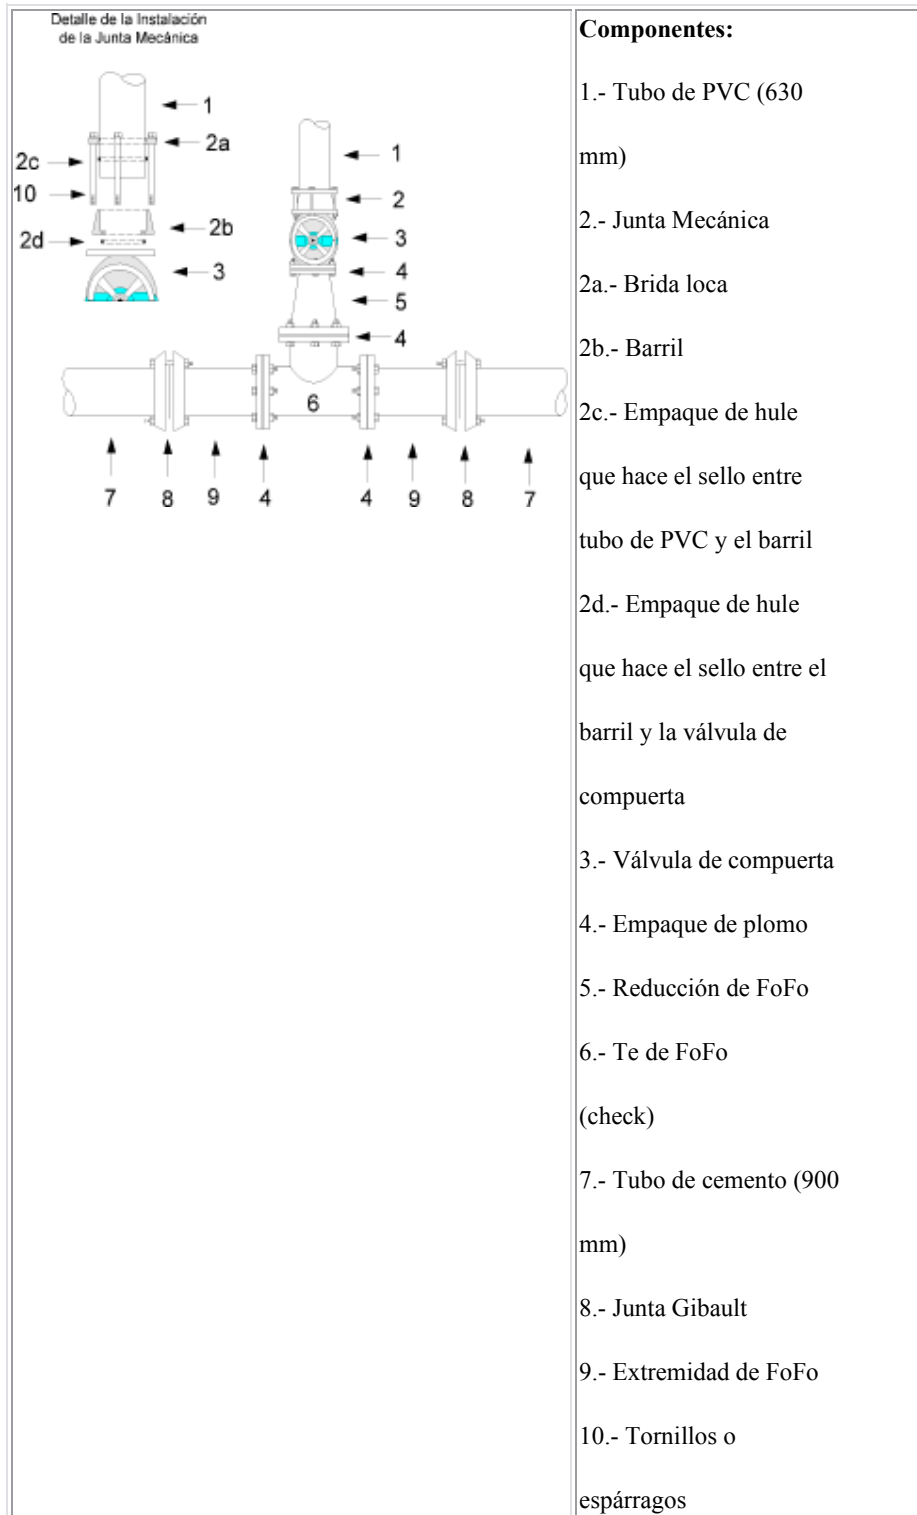 Detalle de la Instalación
de la Junta Mecánica
1
2a
2c
10
2b
2d
3
1
2
3
4
5
4
6
7
8
9
4
4
9
8
7
Componentes:
1.- Tubo de PVC (630
mm)
2.- Junta Mecánica
2a.- Brida loca
2b.- Barril
2c.- Empaque de hule
que hace el sello entre
tubo de PVC y el barril
2d.- Empaque de hule
que hace el sello entre el
barril y la válvula de
compuerta
3.- Válvula de compuerta
4.- Empaque de plomo
5.- Reducción de FoFo
6.- Te de FoFo
(check)
7.- Tubo de cemento (900
mm)
8.- Junta Gibault
9.- Extremidad de FoFo
10.- Tornillos o
espárragos